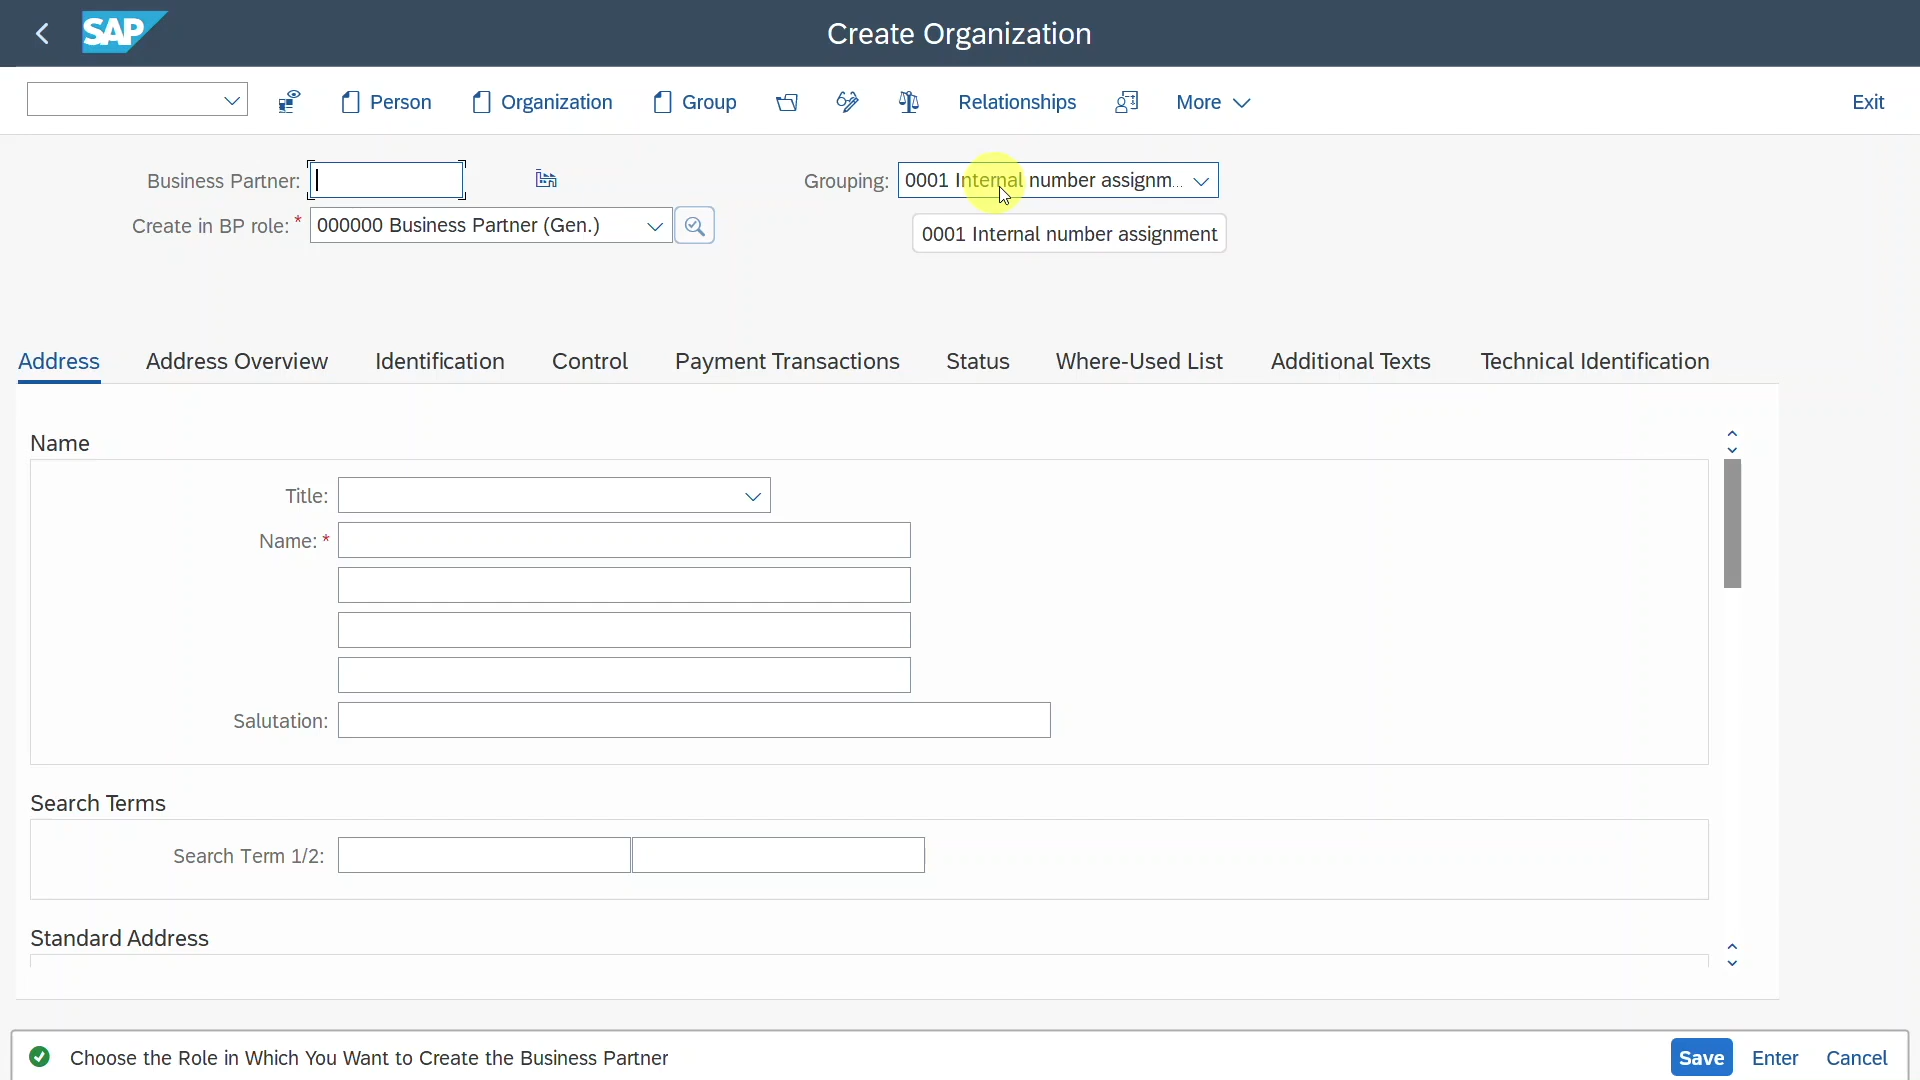 SAP
Create Organization
Person Organization Group Relationships More Exit
Business Partner: Grouping: 0001 Internal number assignm...
Create in BP role: * 000000 Business Partner (Gen.) 0001 Internal number assignment
Address Address Overview Identification Control Payment Transactions Status Where-Used List Additional Texts Technical Identification
Name
Title:
Name: *
Salutation:
Search Terms
Search Term 1/2:
Standard Address
Choose the Role in Which You Want to Create the Business Partner Save Enter Cancel